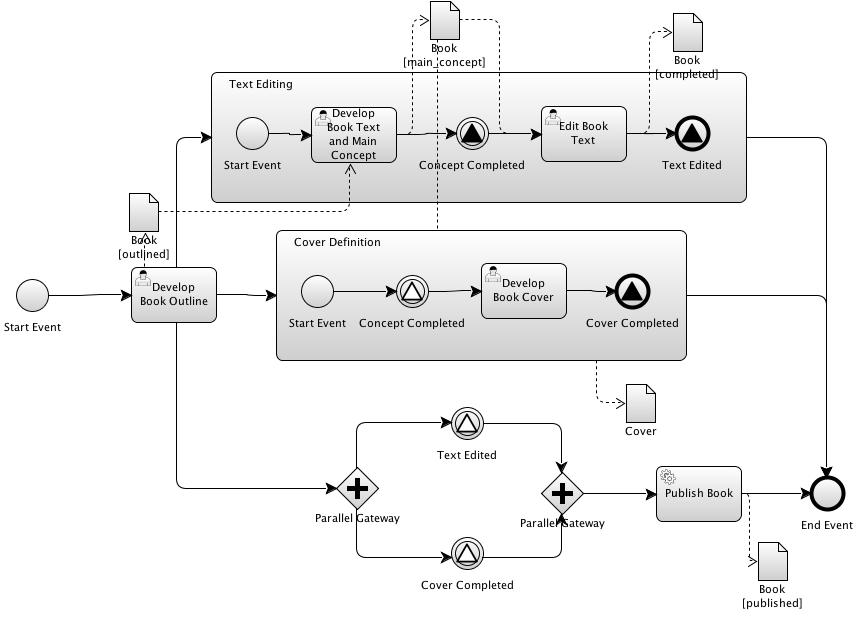 Book
[main_concept]
Book
[completed]
Text Editing
Develop
Book Text
and Main
Concept
Edit Book
Text
Start Event
Concept Completed
Text Edited
Book
[outlined]
Cover Definition
Develop
Book Outline
Develop
Book Cover
Start Event
Start Event
Concept Completed
Cover Completed
Cover
Text Edited
Publish Book
Parallel Gateway
Parallel Gateway
End Event
Cover Completed
Book
[published]